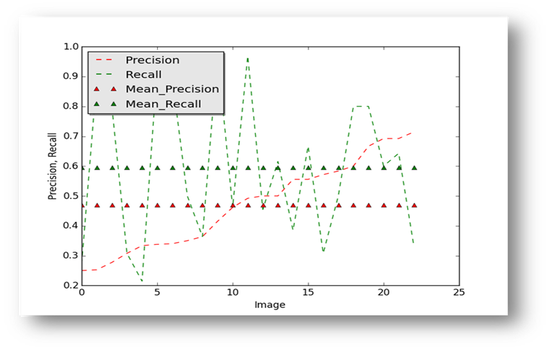 1.0
0.9
0.8
0.7
0.6
0.5
0.4
0.3
0.2
Precision, Recall
Precision
Recall
Mean_Precision
Mean_Recall
0 5 10 15 20 25
Image